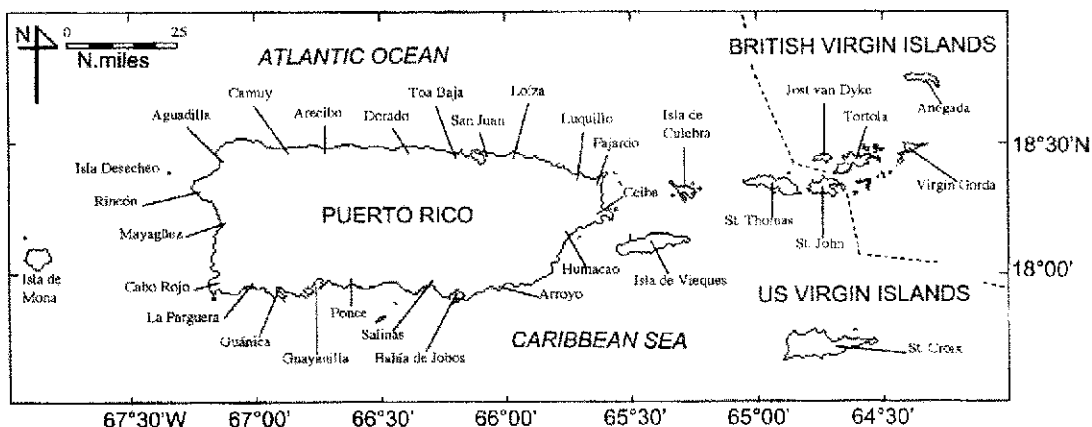 N
0 25
N.miles
ATLANTIC OCEAN
BRITISH VIRGIN ISLANDS
Camuy
Arecibo
Dorado
Toa Baja
San Juan
Loíza
Luquillo
Fajardo
Isla de
Culebra
Jost van Dyke
Tortola
Anegada
Aguadilla
18°30'N
Isla Desecheo
Rincón
Ceiba
Virgin Gorda
PUERTO RICO
St. Thomas
St. John
Mayagüez
Humacao
Isla de Vieques
18°00'
Isla de
Mona
Cabo Rojo
La Parguera
Guánica
Guayanilla
Ponce
Salinas
Bahía de Jobos
Arroyo
US VIRGIN ISLANDS
CARIBBEAN SEA
St. Croix
67°30'W 67°00' 66°30' 66°00' 65°30' 65°00' 64°30'